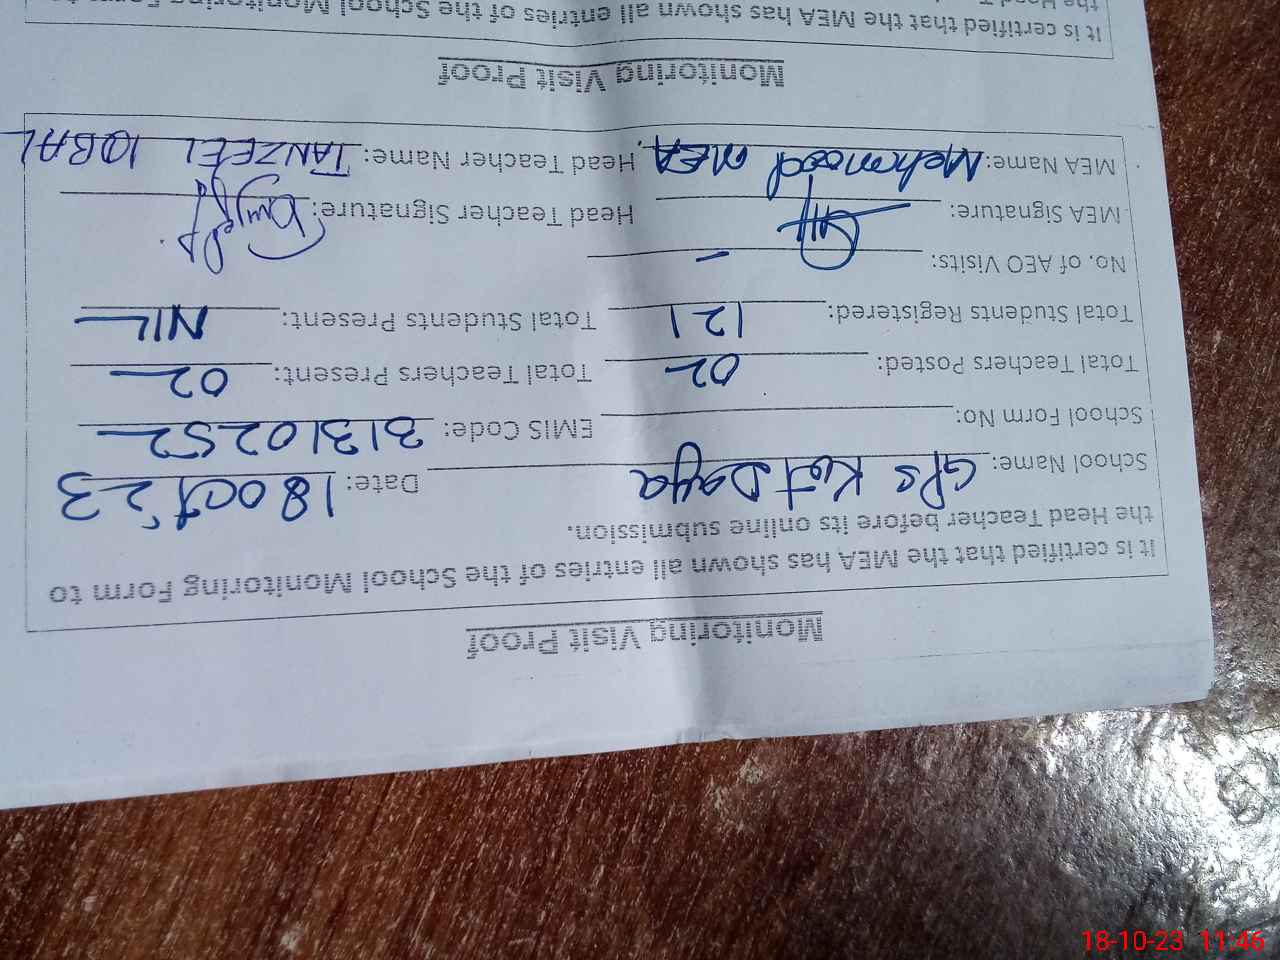 Monitoring Visit Proof
It is certified that the MEA has shown all entries of the School Monitoring Form to
the Head Teacher before its online submission.
School Name: GPS Kot Daya Date: 18 Oct, 23
School Form No: EMIS Code: 31310252
Total Teachers Posted: 02 Total Teachers Present: 02
Total Students Registered: 121 Total Students Present: NIL
No. of AEO Visits: –
MEA Signature: Head Teacher Signature:
MEA Name: Mehmood MEA, Head Teacher Name: TANZEEL IQBAL
Monitoring Visit Proof
It is certified that the MEA has shown all entries of the School Monitoring Form to
18-10-23 11:46